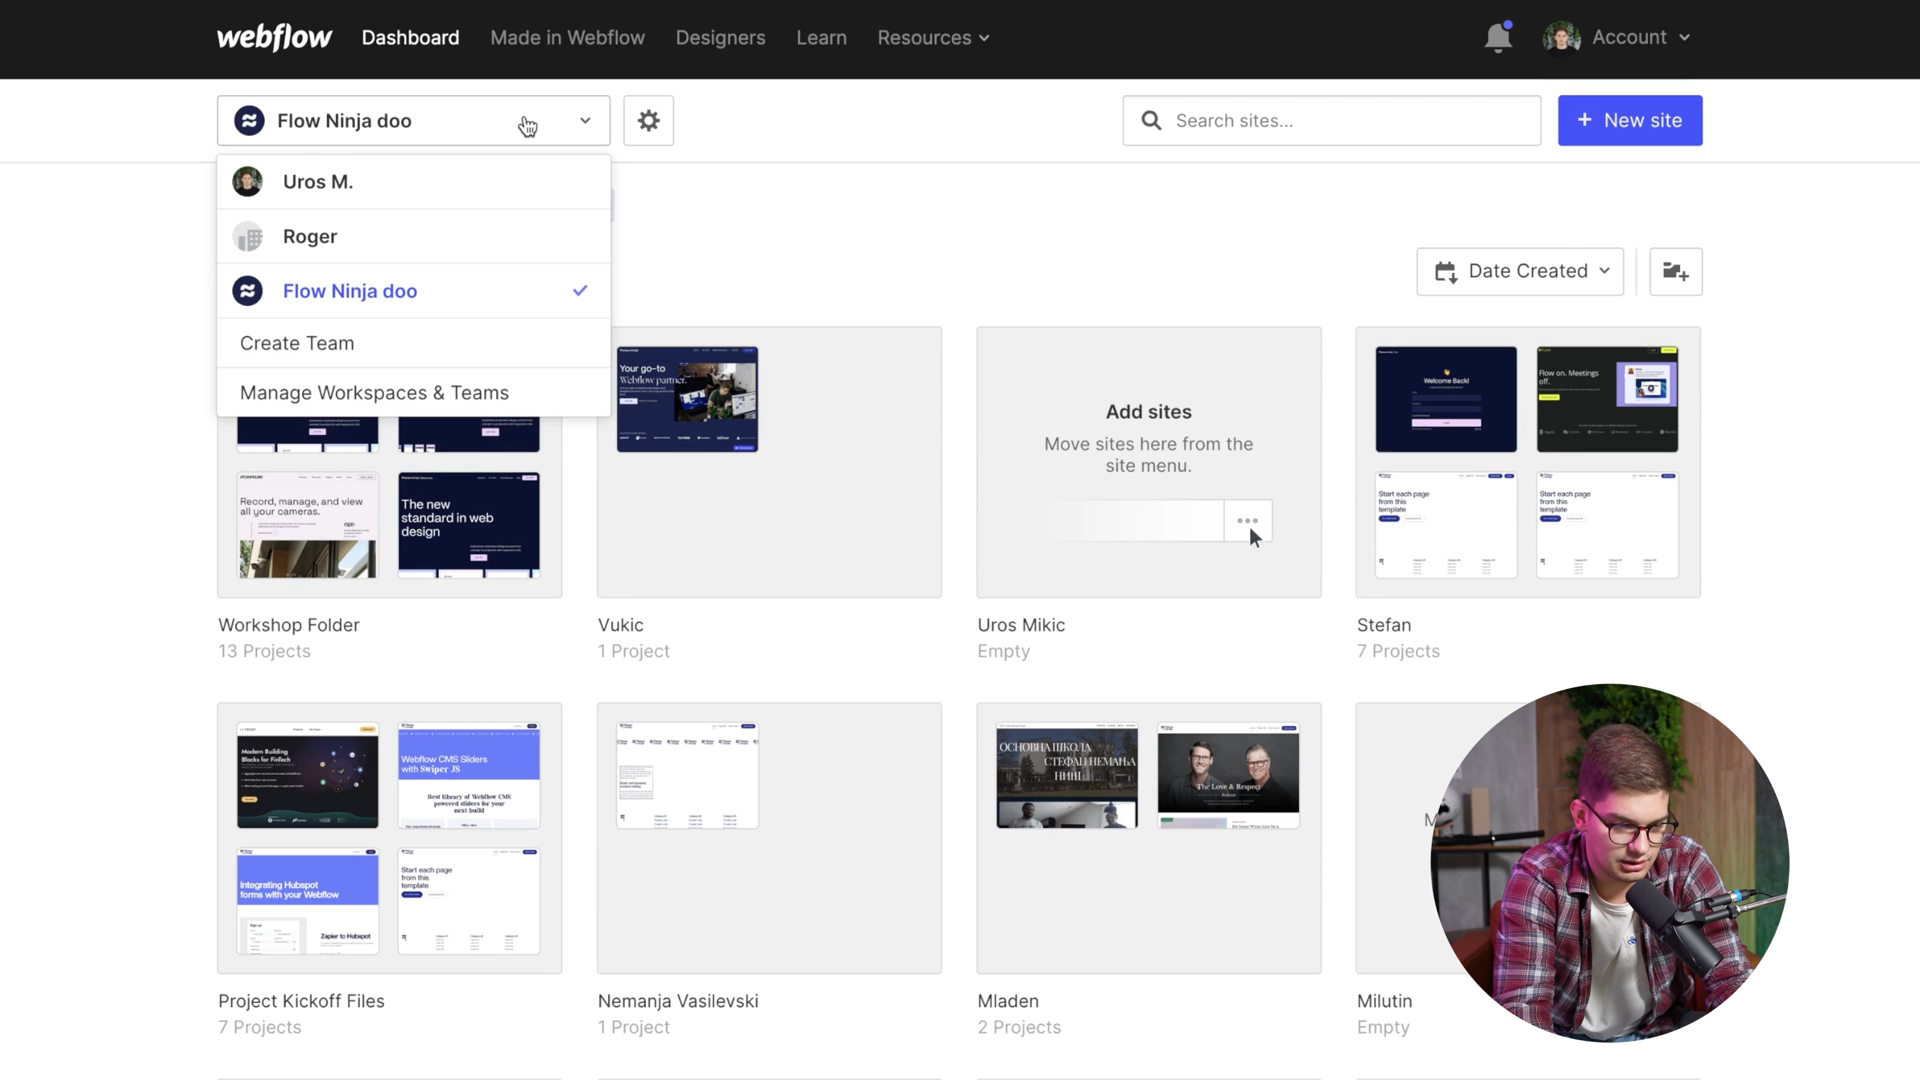 webflow
Dashboard
Made in Webflow
Designers
Learn
Resources
Account
Flow Ninja doo
Search sites...
+ New site
Uros M.
Roger
Flow Ninja doo
Create Team
Manage Workspaces & Teams
Date Created
Your go-to
Webflow partner.
Add sites
Move sites here from the
site menu.
Welcome Back!
Flow on. Meetings
off.
Record, manage, and view
all your cameras.
The new
standard in web
design
Start each page
from this
template
Start each page
from this
template
Workshop Folder
13 Projects
Vukic
1 Project
Uros Mikic
Empty
Stefan
7 Projects
Modern Building
Blocks for FinTech
Webflow CMS Sliders
with Swiper JS
Best library of Webflow CMS
powered sliders for your
next build
ОСНОВНА ШКОЛА
СТЕФАН НЕМАЊА
НИШ
The Love & Respect
Podcast
Integrating Hubspot
forms with your Webflow
Sign up
Zapier to Hubspot
Start each page
from this
template
Project Kickoff Files
7 Projects
Nemanja Vasilevski
1 Project
Mladen
2 Projects
Milutin
Empty